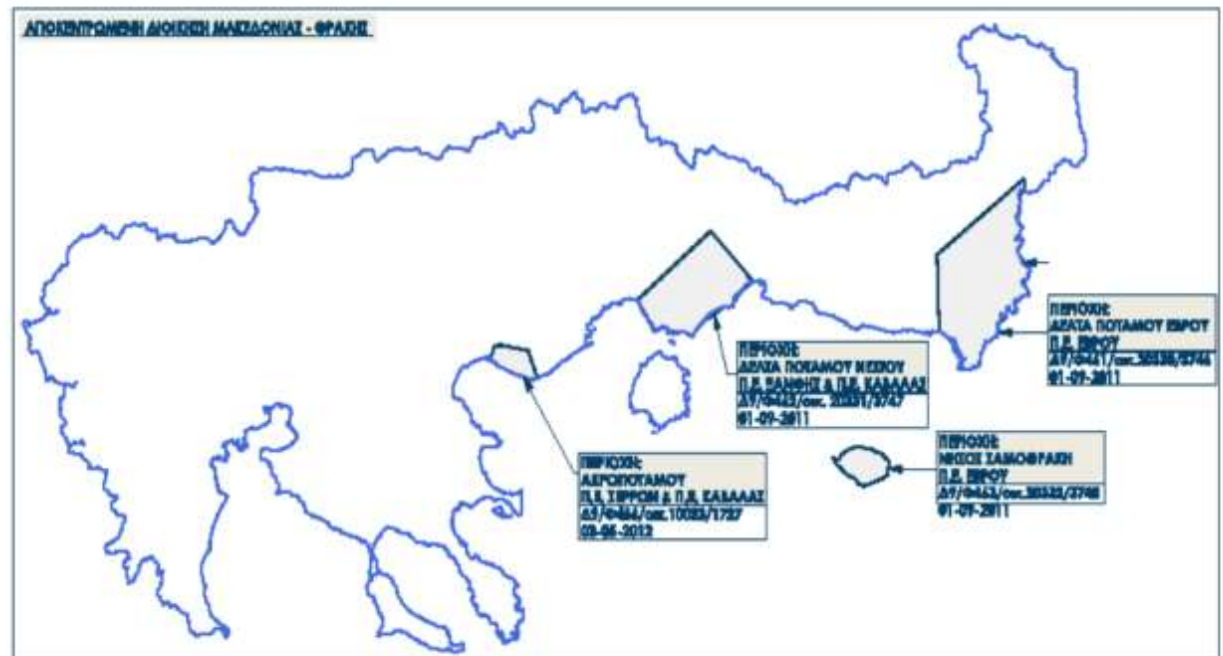 ΑΠΟΚΕΝΤΡΩΜΕΝΗ ΔΙΟΙΚΗΣΗ ΜΑΚΕΔΟΝΙΑΣ - ΘΡΑΚΗΣ
ΠΕΡΙΟΧΗ:
ΔΕΛΤΑ ΠΟΤΑΜΟΥ ΕΒΡΟΥ
Π.Ε. ΕΒΡΟΥ
01-09-2011
ΠΕΡΙΟΧΗ:
ΔΕΛΤΑ ΠΟΤΑΜΟΥ ΝΕΣΤΟΥ
Π.Ε. ΞΑΝΘΗΣ & Π.Ε. ΚΑΒΑΛΑΣ
01-09-2011
ΠΕΡΙΟΧΗ:
ΝΗΣΟΣ ΣΑΜΟΘΡΑΚΗ
Π.Ε. ΕΒΡΟΥ
01-09-2011
ΠΕΡΙΟΧΗ:
Π.Ε. ΣΕΡΡΩΝ & Π.Ε. ΚΑΒΑΛΑΣ